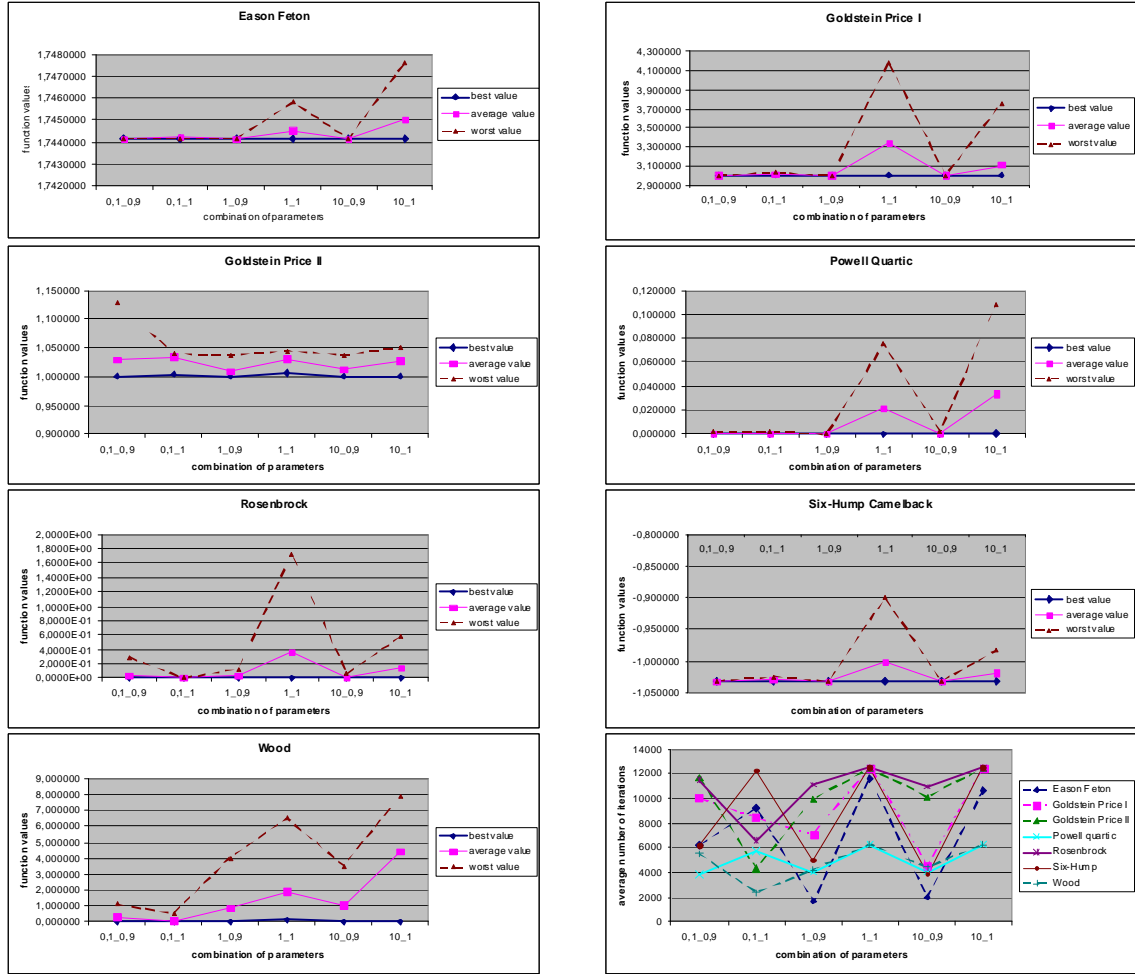 Eason Feton
1,7480000
1,7470000
1,7460000
1,7450000
1,7440000
1,7430000
1,7420000
function values
0,1_0,9 0,1_1 1_0,9 1_1 10_0,9 10_1
combination of parameters
best value
average value
worst value
Goldstein Price I
4,300000
4,100000
3,900000
3,700000
3,500000
3,300000
3,100000
2,900000
function values
0,1_0,9 0,1_1 1_0,9 1_1 10_0,9 10_1
combination of parameters
best value
average value
worst value
Goldstein Price II
1,150000
1,100000
1,050000
1,000000
0,950000
0,900000
function values
0,1_0,9 0,1_1 1_0,9 1_1 10_0,9 10_1
combination of parameters
best value
average value
worst value
Powell Quartic
0,120000
0,100000
0,080000
0,060000
0,040000
0,020000
0,000000
function values
0,1_0,9 0,1_1 1_0,9 1_1 10_0,9 10_1
combination of parameters
best value
average value
worst value
Rosenbrock
2,0000E+00
1,8000E+00
1,6000E+00
1,4000E+00
1,2000E+00
1,0000E+00
8,0000E-01
6,0000E-01
4,0000E-01
2,0000E-01
0,0000E+00
function values
0,1_0,9 0,1_1 1_0,9 1_1 10_0,9 10_1
combination of parameters
best value
average value
worst value
Six-Hump Camelback
-0,800000
-0,850000
-0,900000
-0,950000
-1,000000
-1,050000
function values
0,1_0,9 0,1_1 1_0,9 1_1 10_0,9 10_1
combination of parameters
best value
average value
worst value
Wood
9,000000
8,000000
7,000000
6,000000
5,000000
4,000000
3,000000
2,000000
1,000000
0,000000
function values
0,1_0,9 0,1_1 1_0,9 1_1 10_0,9 10_1
combination of parameters
best value
average value
worst value
14000
12000
10000
8000
6000
4000
2000
0
average number of iterations
0,1_0,9 0,1_1 1_0,9 1_1 10_0,9 10_1
combination of parameters
Eason Feton
Goldstein Price I
Goldstein Price II
Powell quartic
Rosenbrock
Six-Hump
Wood